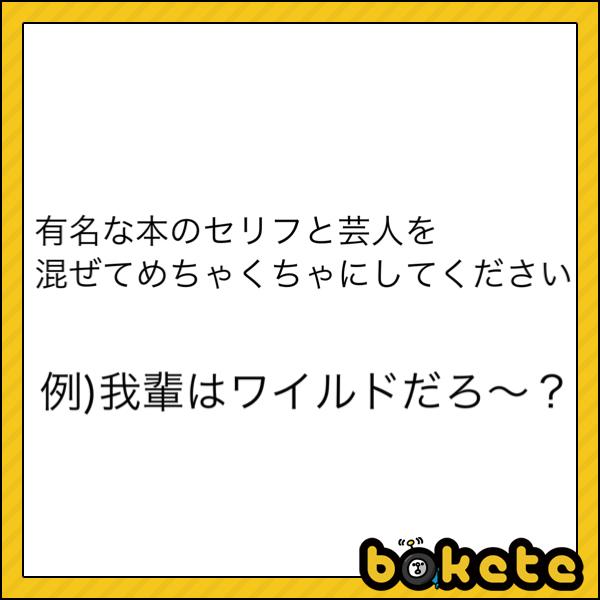 有名な本のセリフと芸人を
混ぜてめちゃくちゃにしてください
例)我輩はワイルドだろ〜？
bokete